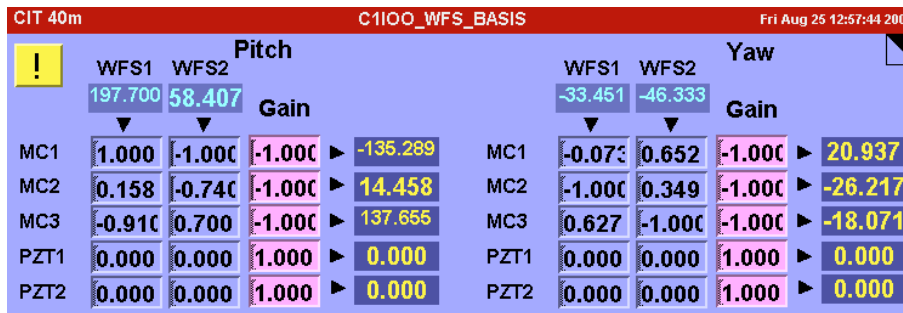 CIT 40m C1IOO_WFS_BASIS Fri Aug 25 12:57:44 200
! Pitch Yaw
WFS1 WFS2 WFS1 WFS2
197.700 58.407 Gain -33.451 -46.333 Gain
MC1 1.000 -1.000 -1.000 -135.289 MC1 -0.073 0.652 -1.000 20.937
MC2 0.158 -0.740 -1.000 14.458 MC2 -1.000 0.349 -1.000 -26.217
MC3 -0.910 0.700 -1.000 137.655 MC3 0.627 -1.000 -1.000 -18.071
PZT1 0.000 0.000 1.000 0.000 PZT1 0.000 0.000 1.000 0.000
PZT2 0.000 0.000 1.000 0.000 PZT2 0.000 0.000 1.000 0.000